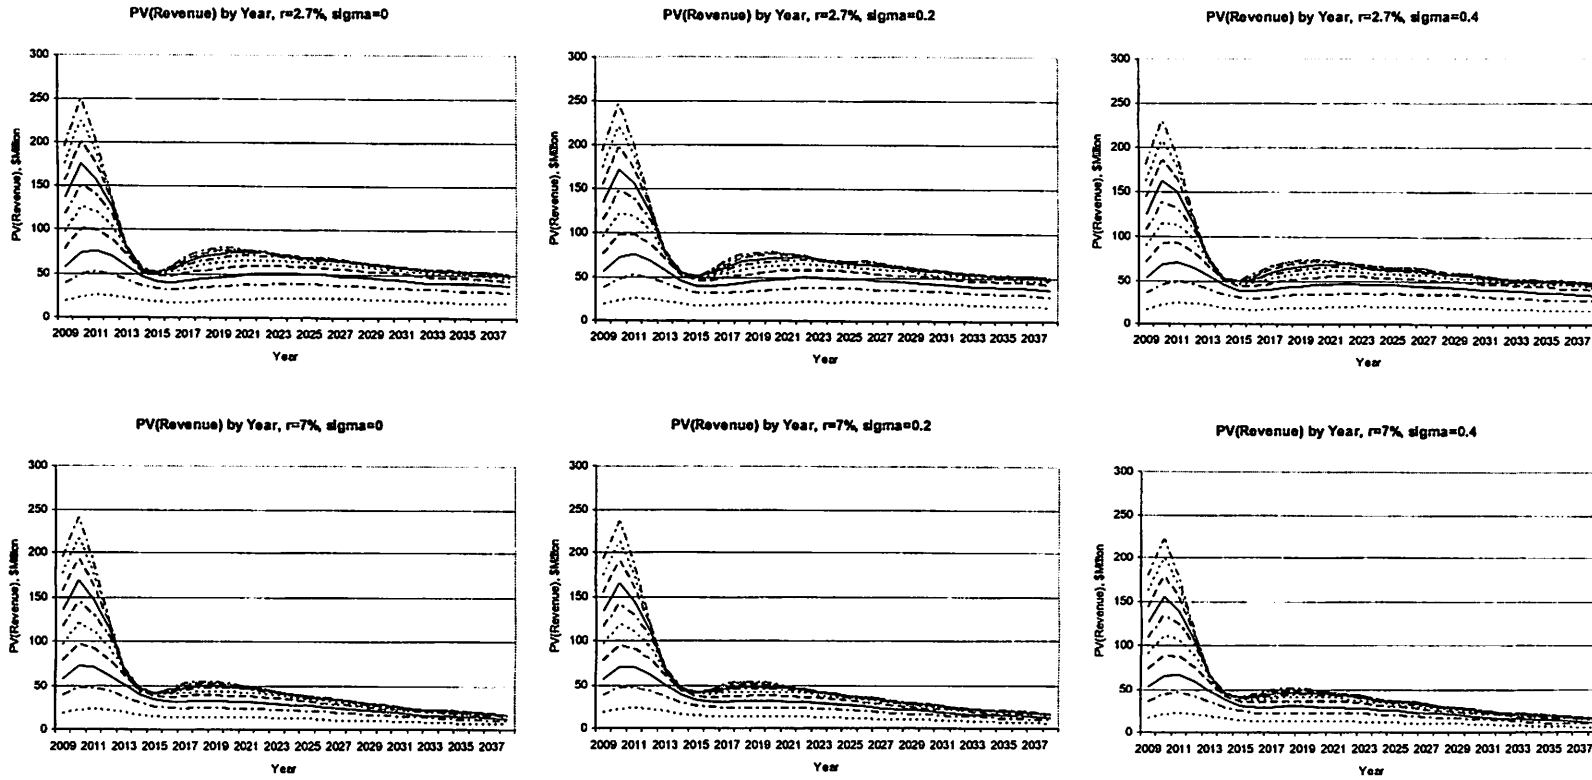 PV(Revenue) by Year, r=2.7%, sigma=0
300
250
200
150
100
50
0
PV(Revenue), $Million
2009 2011 2013 2015 2017 2019 2021 2023 2025 2027 2029 2031 2033 2035 2037
Year
PV(Revenue) by Year, r=2.7%, sigma=0.2
300
250
200
150
100
50
0
PV(Revenue), $Million
2009 2011 2013 2015 2017 2019 2021 2023 2025 2027 2029 2031 2033 2035 2037
Year
PV(Revenue) by Year, r=2.7%, sigma=0.4
300
250
200
150
100
50
0
PV(Revenue), $Million
2009 2011 2013 2015 2017 2019 2021 2023 2025 2027 2029 2031 2033 2035 2037
Year
PV(Revenue) by Year, r=7%, sigma=0
300
250
200
150
100
50
0
PV(Revenue), $Million
2009 2011 2013 2015 2017 2019 2021 2023 2025 2027 2029 2031 2033 2035 2037
Year
PV(Revenue) by Year, r=7%, sigma=0.2
300
250
200
150
100
50
0
PV(Revenue), $Million
2009 2011 2013 2015 2017 2019 2021 2023 2025 2027 2029 2031 2033 2035 2037
Year
PV(Revenue) by Year, r=7%, sigma=0.4
300
250
200
150
100
50
0
PV(Revenue), $Million
2009 2011 2013 2015 2017 2019 2021 2023 2025 2027 2029 2031 2033 2035 2037
Year